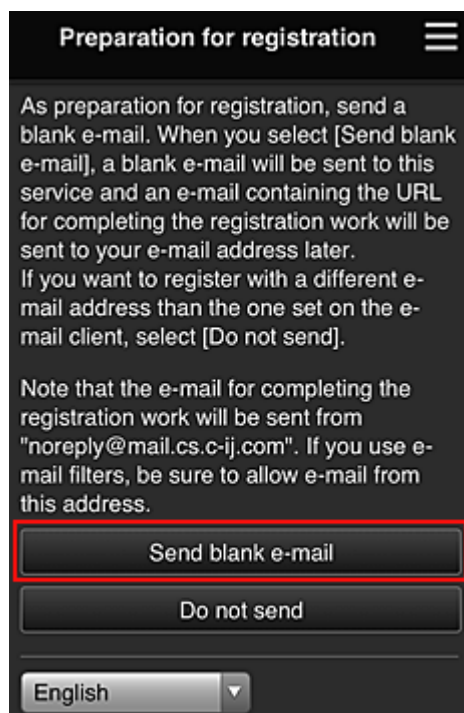 Preparation for registration
As preparation for registration, send a
blank e-mail. When you select [Send blank
e-mail], a blank e-mail will be sent to this
service and an e-mail containing the URL
for completing the registration work will be
sent to your e-mail address later.
If you want to register with a different e-
mail address than the one set on the e-
mail client, select [Do not send].
Note that the e-mail for completing the
registration work will be sent from
"noreply@mail.cs.c-ij.com". If you use e-
mail filters, be sure to allow e-mail from
this address.
Send blank e-mail
Do not send
English